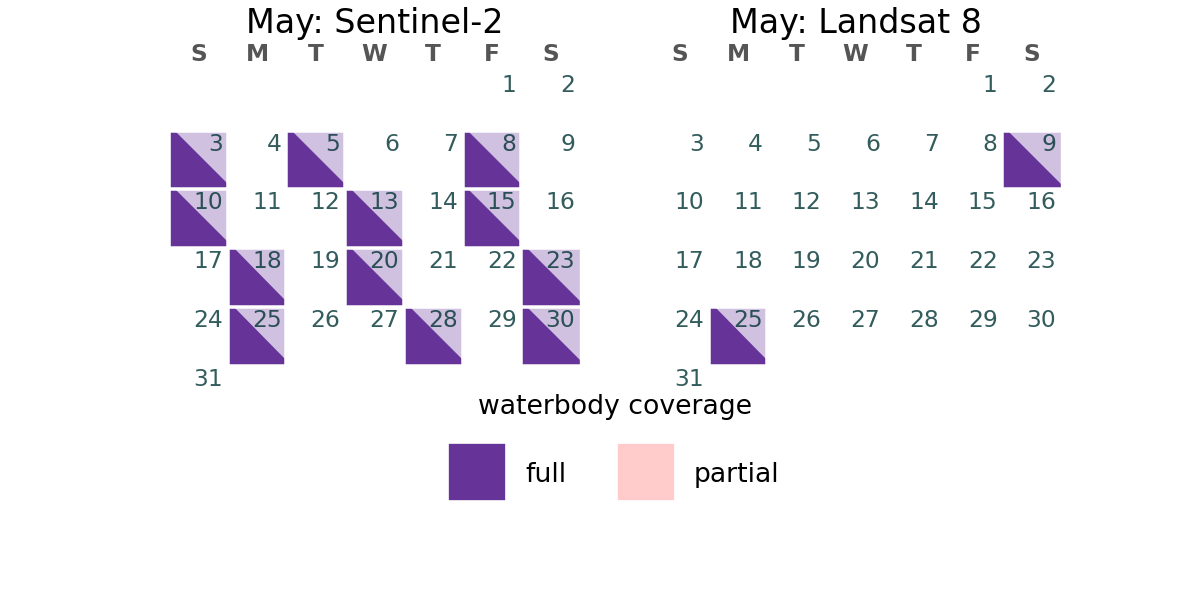 May: Sentinel-2
S M T W T F S
1 2
3 4 5 6 7 8 9
10 11 12 13 14 15 16
17 18 19 20 21 22 23
24 25 26 27 28 29 30
31
May: Landsat 8
S M T W T F S
1 2
3 4 5 6 7 8 9
10 11 12 13 14 15 16
17 18 19 20 21 22 23
24 25 26 27 28 29 30
31
waterbody coverage
full partial